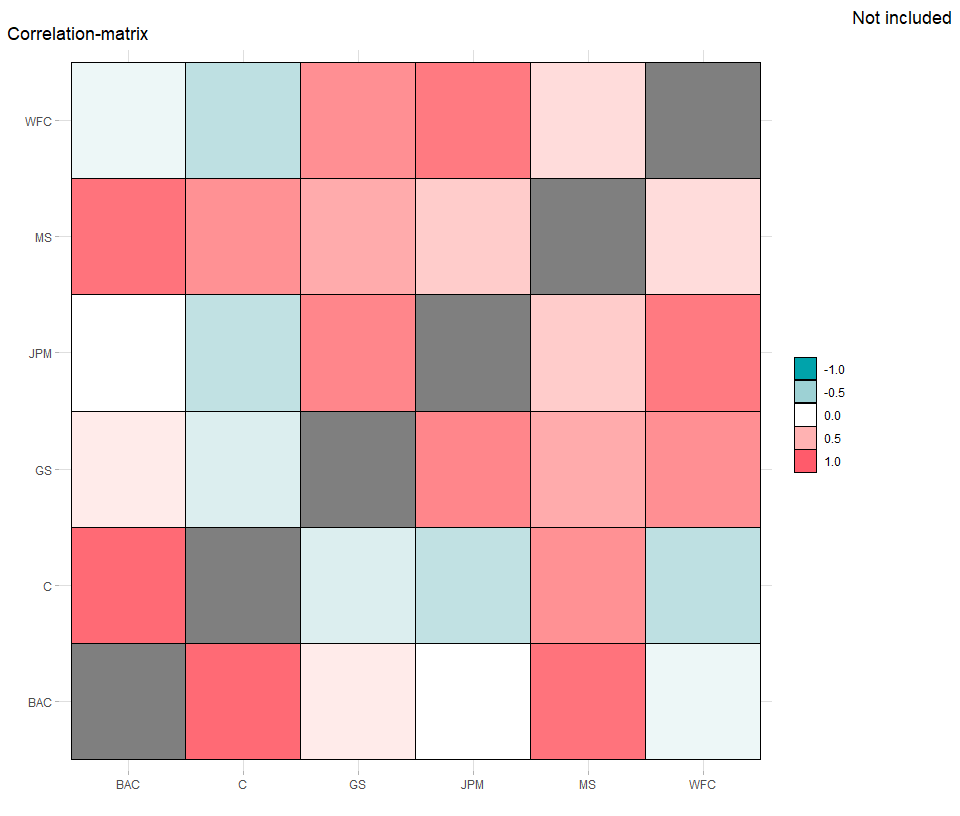 Not included
Correlation-matrix
WFC
MS
JPM
GS
C
BAC
-1.0
-0.5
0.0
0.5
1.0
BAC C GS JPM MS WFC